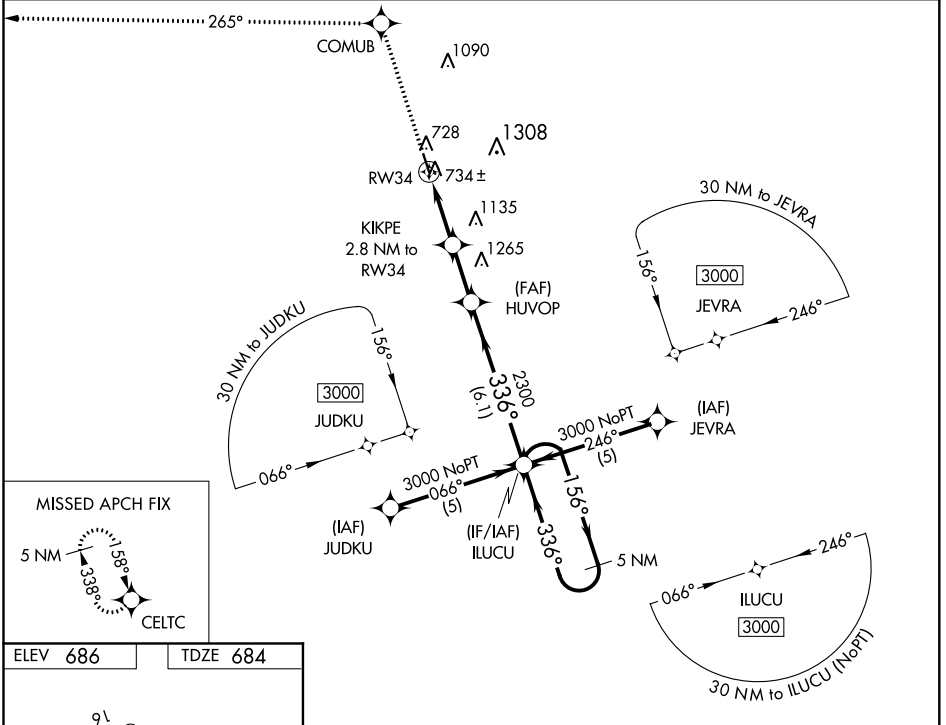 265°
COMUB
1090
728
1308
RW34
734 ±
1135
KIKPE
2.8 NM to
RW34
1265
(FAF)
HUVOP
30 NM to JEVRA
156°
3000
JEVRA
246°
30 NM to JUDKU
156°
3000
JUDKU
066°
2300
336°
(6.1)
(IAF)
JEVRA
3000 NoPT
246°
(5)
3000 NoPT
066°
(5)
(IAF)
JUDKU
(IF/IAF)
ILUCU
156°
336°
5 NM
246°
066°
ILUCU
3000
30 NM to ILUCU (NoPT)
MISSED APCH FIX
5 NM
158°
338°
CELTC
ELEV 686
TDZE 684
16